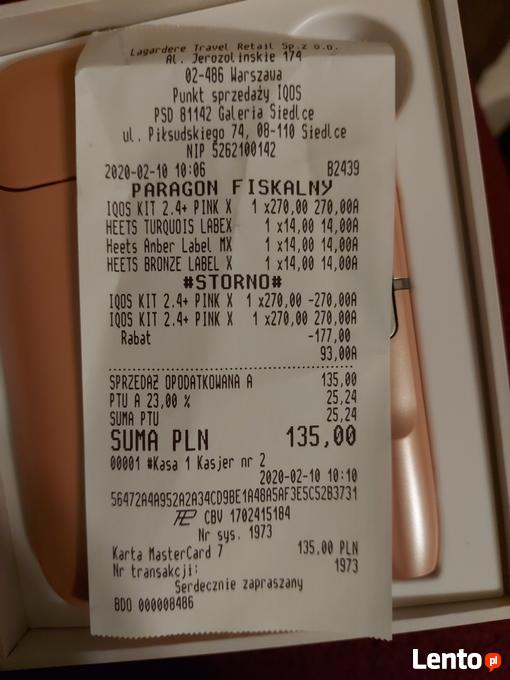 Lagardere Travel Retail Sp.z o.o.
Al. Jerozolinskie 174
02-486 Warszawa
Punkt sprzedaży IQOS
PSD 81142 Galeria Siedlce
ul. Piłsudskiego 74, 08-110 Siedlce
NIP 5262100142
2020-02-10 10:06 B2439
PARAGON FISKALNY
IQOS KIT 2.4+ PINK X 1 x270,00 270,00A
HEETS TURQUOIS LABEX 1 x14,00 14,00A
Heets Amber Label MX 1 x14,00 14,00A
HEETS BRONZE LABEL X 1 x14,00 14,00A
#STORNO#
IQOS KIT 2.4+ PINK X 1 x270,00 -270,00A
IQOS KIT 2.4+ PINK X 1 x270,00 270,00A
Rabat -177,00
93,00A
SPRZEDAŻ OPODATKOWANA A 135,00
PTU A 23,00 % 25,24
SUMA PTU 25,24
SUMA PLN 135,00
00001 #Kasa 1 Kasjer nr 2
2020-02-10 10:10
56472A4A952A2A34CD9BE1A48A5AF3E5C52B3731
CBV 1702415184
Nr sys. 1973
Karta MasterCard 7 135,00 PLN
Nr transakcji: 1973
Serdecznie zapraszany
BDO 000008486
Lento pl